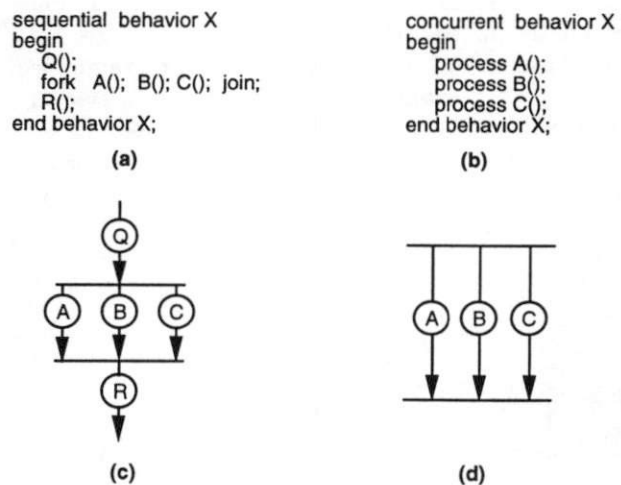 sequential behavior X
begin
Q();
fork A(); B(); C(); join;
R();
end behavior X;
(a)
concurrent behavior X
begin
process A();
process B();
process C();
end behavior X;
(b)
Q
A B C
R
(c)
A B C
(d)